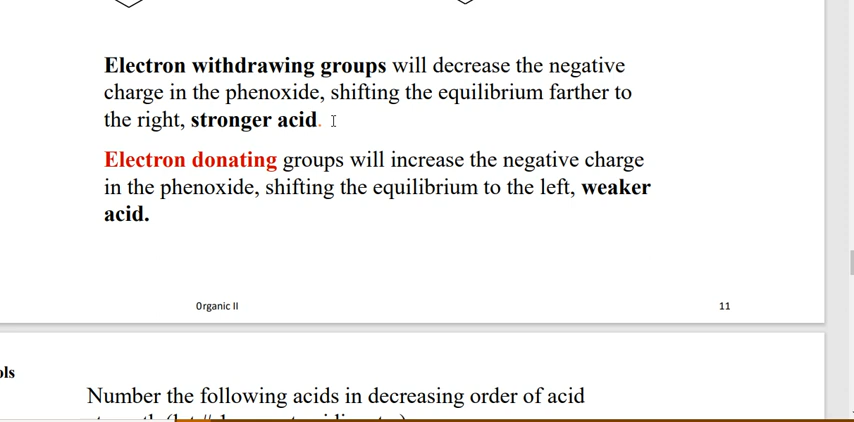 Electron withdrawing groups will decrease the negative
charge in the phenoxide, shifting the equilibrium farther to
the right, stronger acid.
Electron donating groups will increase the negative charge
in the phenoxide, shifting the equilibrium to the left, weaker
acid.
Organic II
11
ols
Number the following acids in decreasing order of acid